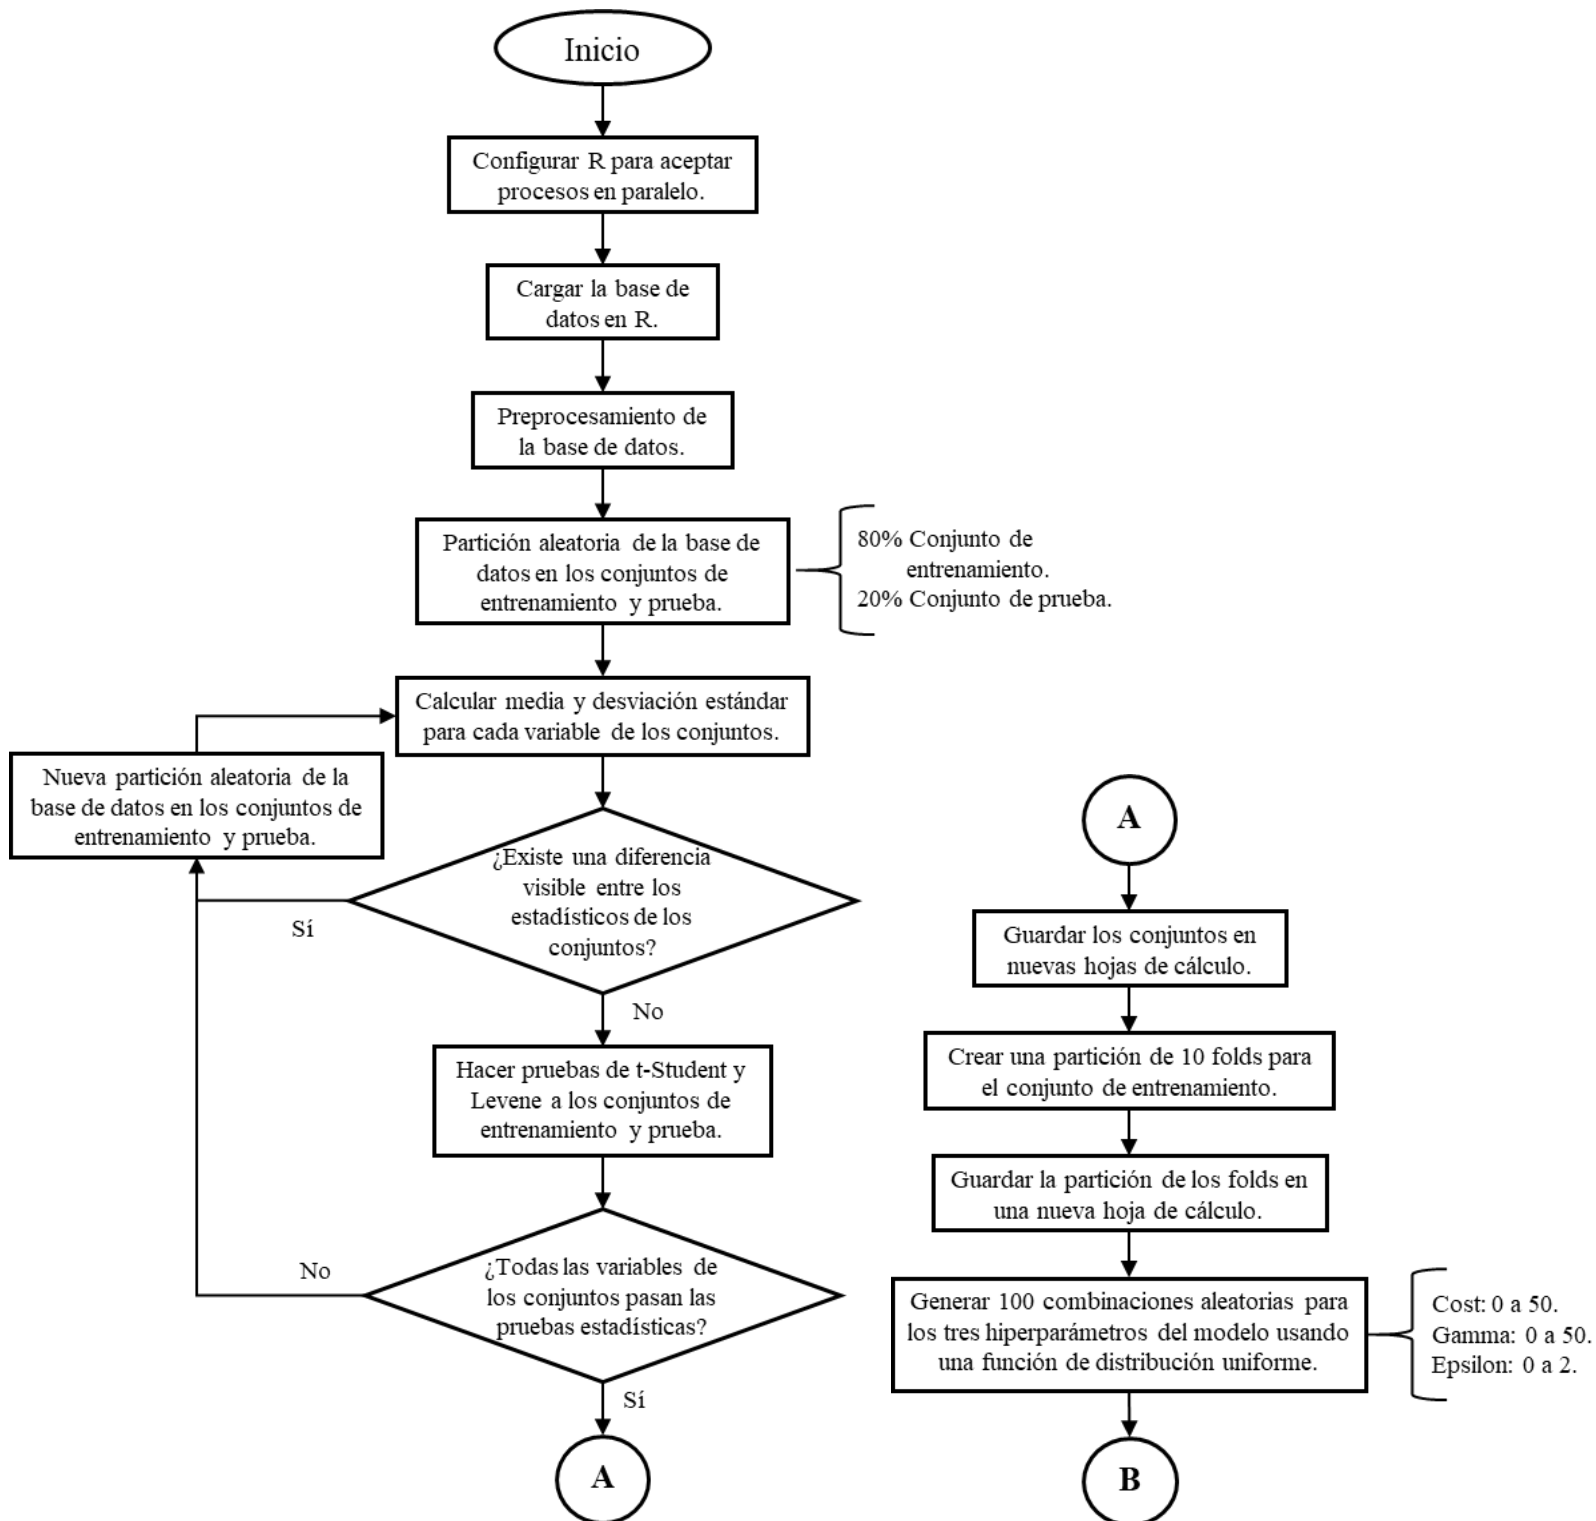 Inicio
Configurar R para aceptar
procesos en paralelo.
Cargar la base de
datos en R.
Preprocesamiento de
la base de datos.
Partición aleatoria de la base de
datos en los conjuntos de
entrenamiento y prueba.
80% Conjunto de
entrenamiento.
20% Conjunto de prueba.
Calcular media y desviación estándar
para cada variable de los conjuntos.
Nueva partición aleatoria de la
base de datos en los conjuntos de
entrenamiento y prueba.
¿Existe una diferencia
visible entre los
estadísticos de los
conjuntos?
Sí
No
Hacer pruebas de t-Student y
Levene a los conjuntos de
entrenamiento y prueba.
¿Todas las variables de
los conjuntos pasan las
pruebas estadísticas?
No
Sí
A
A
Guardar los conjuntos en
nuevas hojas de cálculo.
Crear una partición de 10 folds para
el conjunto de entrenamiento.
Guardar la partición de los folds en
una nueva hoja de cálculo.
Generar 100 combinaciones aleatorias para
los tres hiperparámetros del modelo usando
una función de distribución uniforme.
Cost: 0 a 50.
Gamma: 0 a 50.
Epsilon: 0 a 2.
B